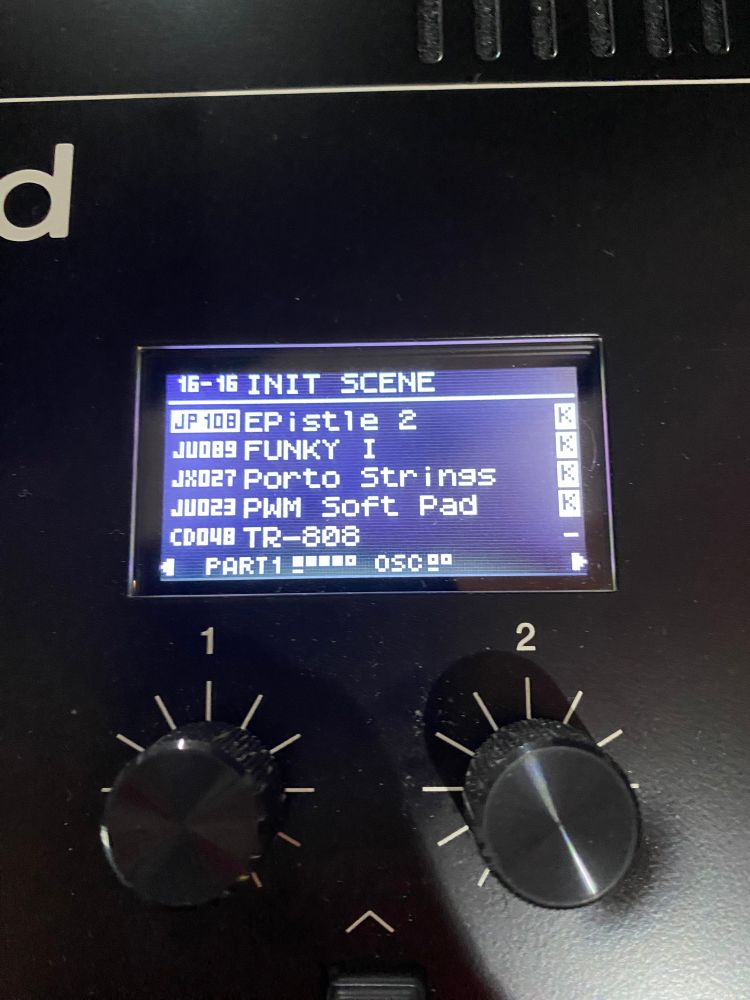 d
16-16 INIT SCENE
JP108 EPistle 2 K
JU089 FUNKY I K
JX027 Porto Strings K
JU023 PWM Soft Pad K
CD048 TR-808 -
PART1 OSC
1 2